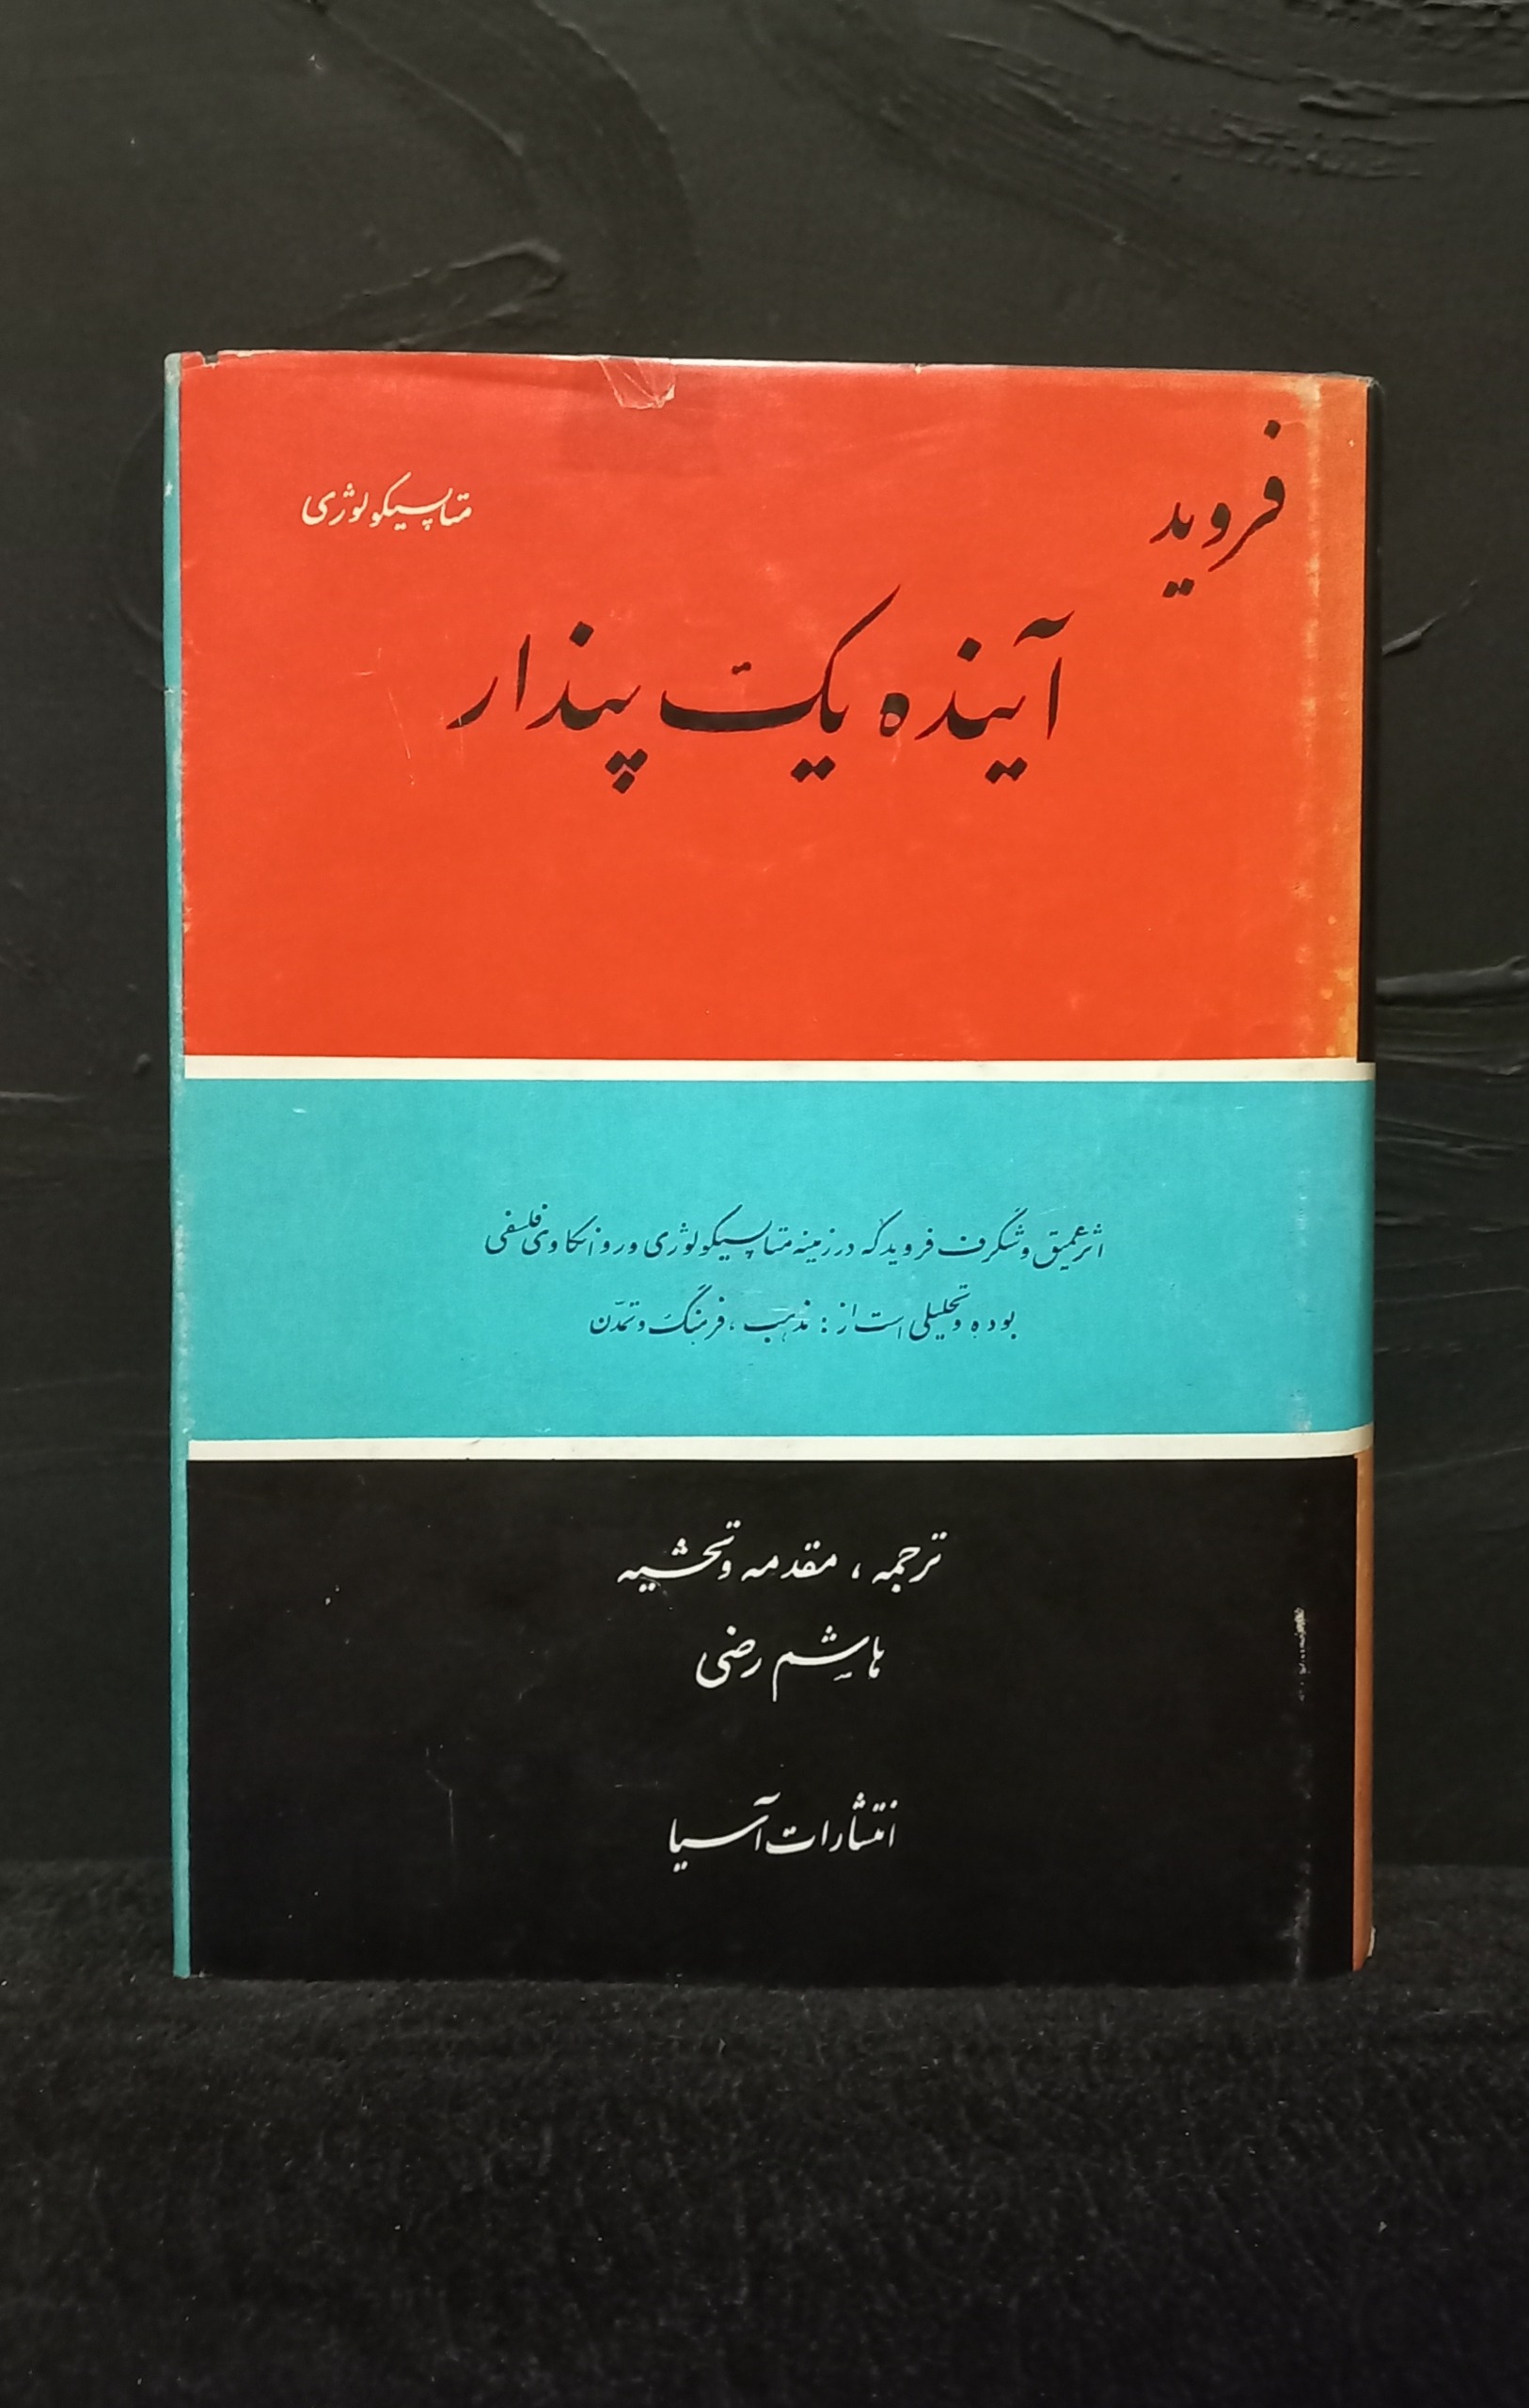 فروید
متاپسیکولوژی
آینده یک پندار
اثر عمیق و شگرف فروید که در زمینه متاپسیکولوژی و روانکاوی فلسفی
بوده و تحلیلی است از : مذهب ، فرهنگ و تمدّن
ترجمه ، مقدمه و تحشیه
هاشم رضی
انتشارات آسیا